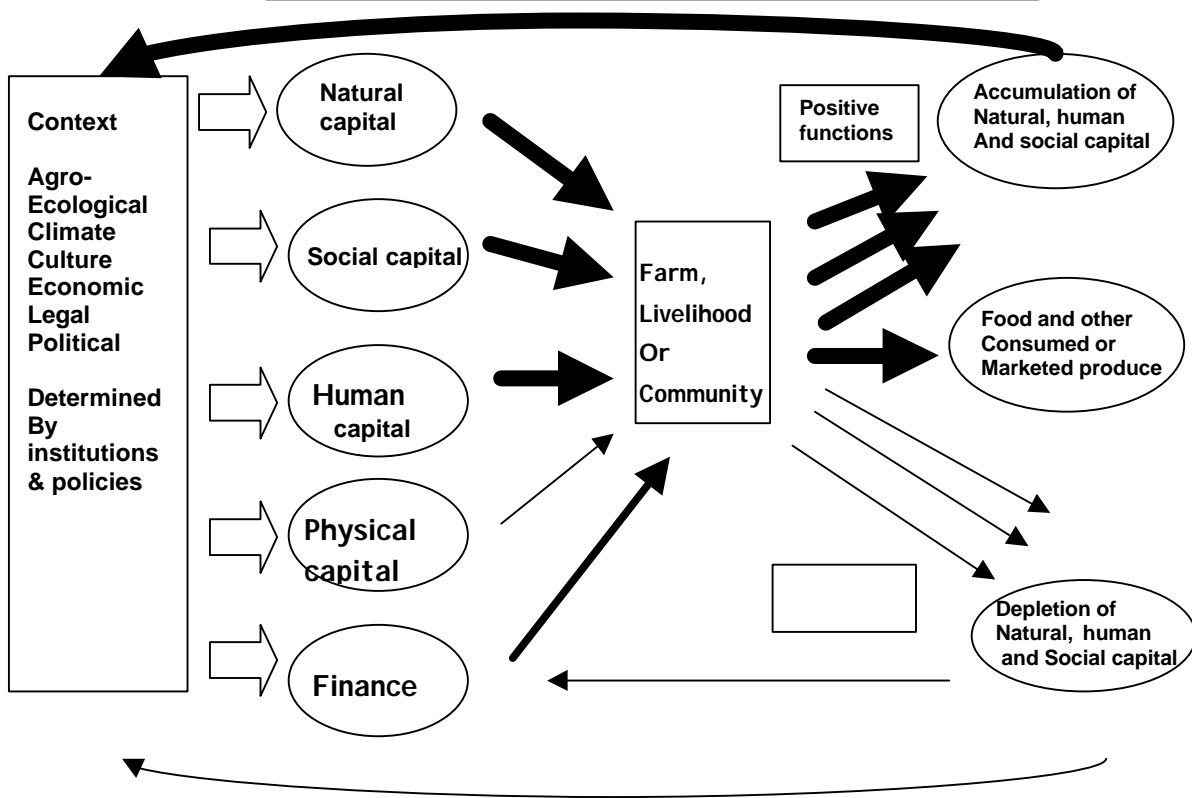 Context
Agro-
Ecological
Climate
Culture
Economic
Legal
Political
Determined
By
institutions
& policies
Natural
capital
Social capital
Human
capital
Physical
capital
Finance
Farm,
Livelihood
Or
Community
Positive
functions
Accumulation of
Natural, human
And social capital
Food and other
Consumed or
Marketed produce
Depletion of
Natural, human
and Social capital